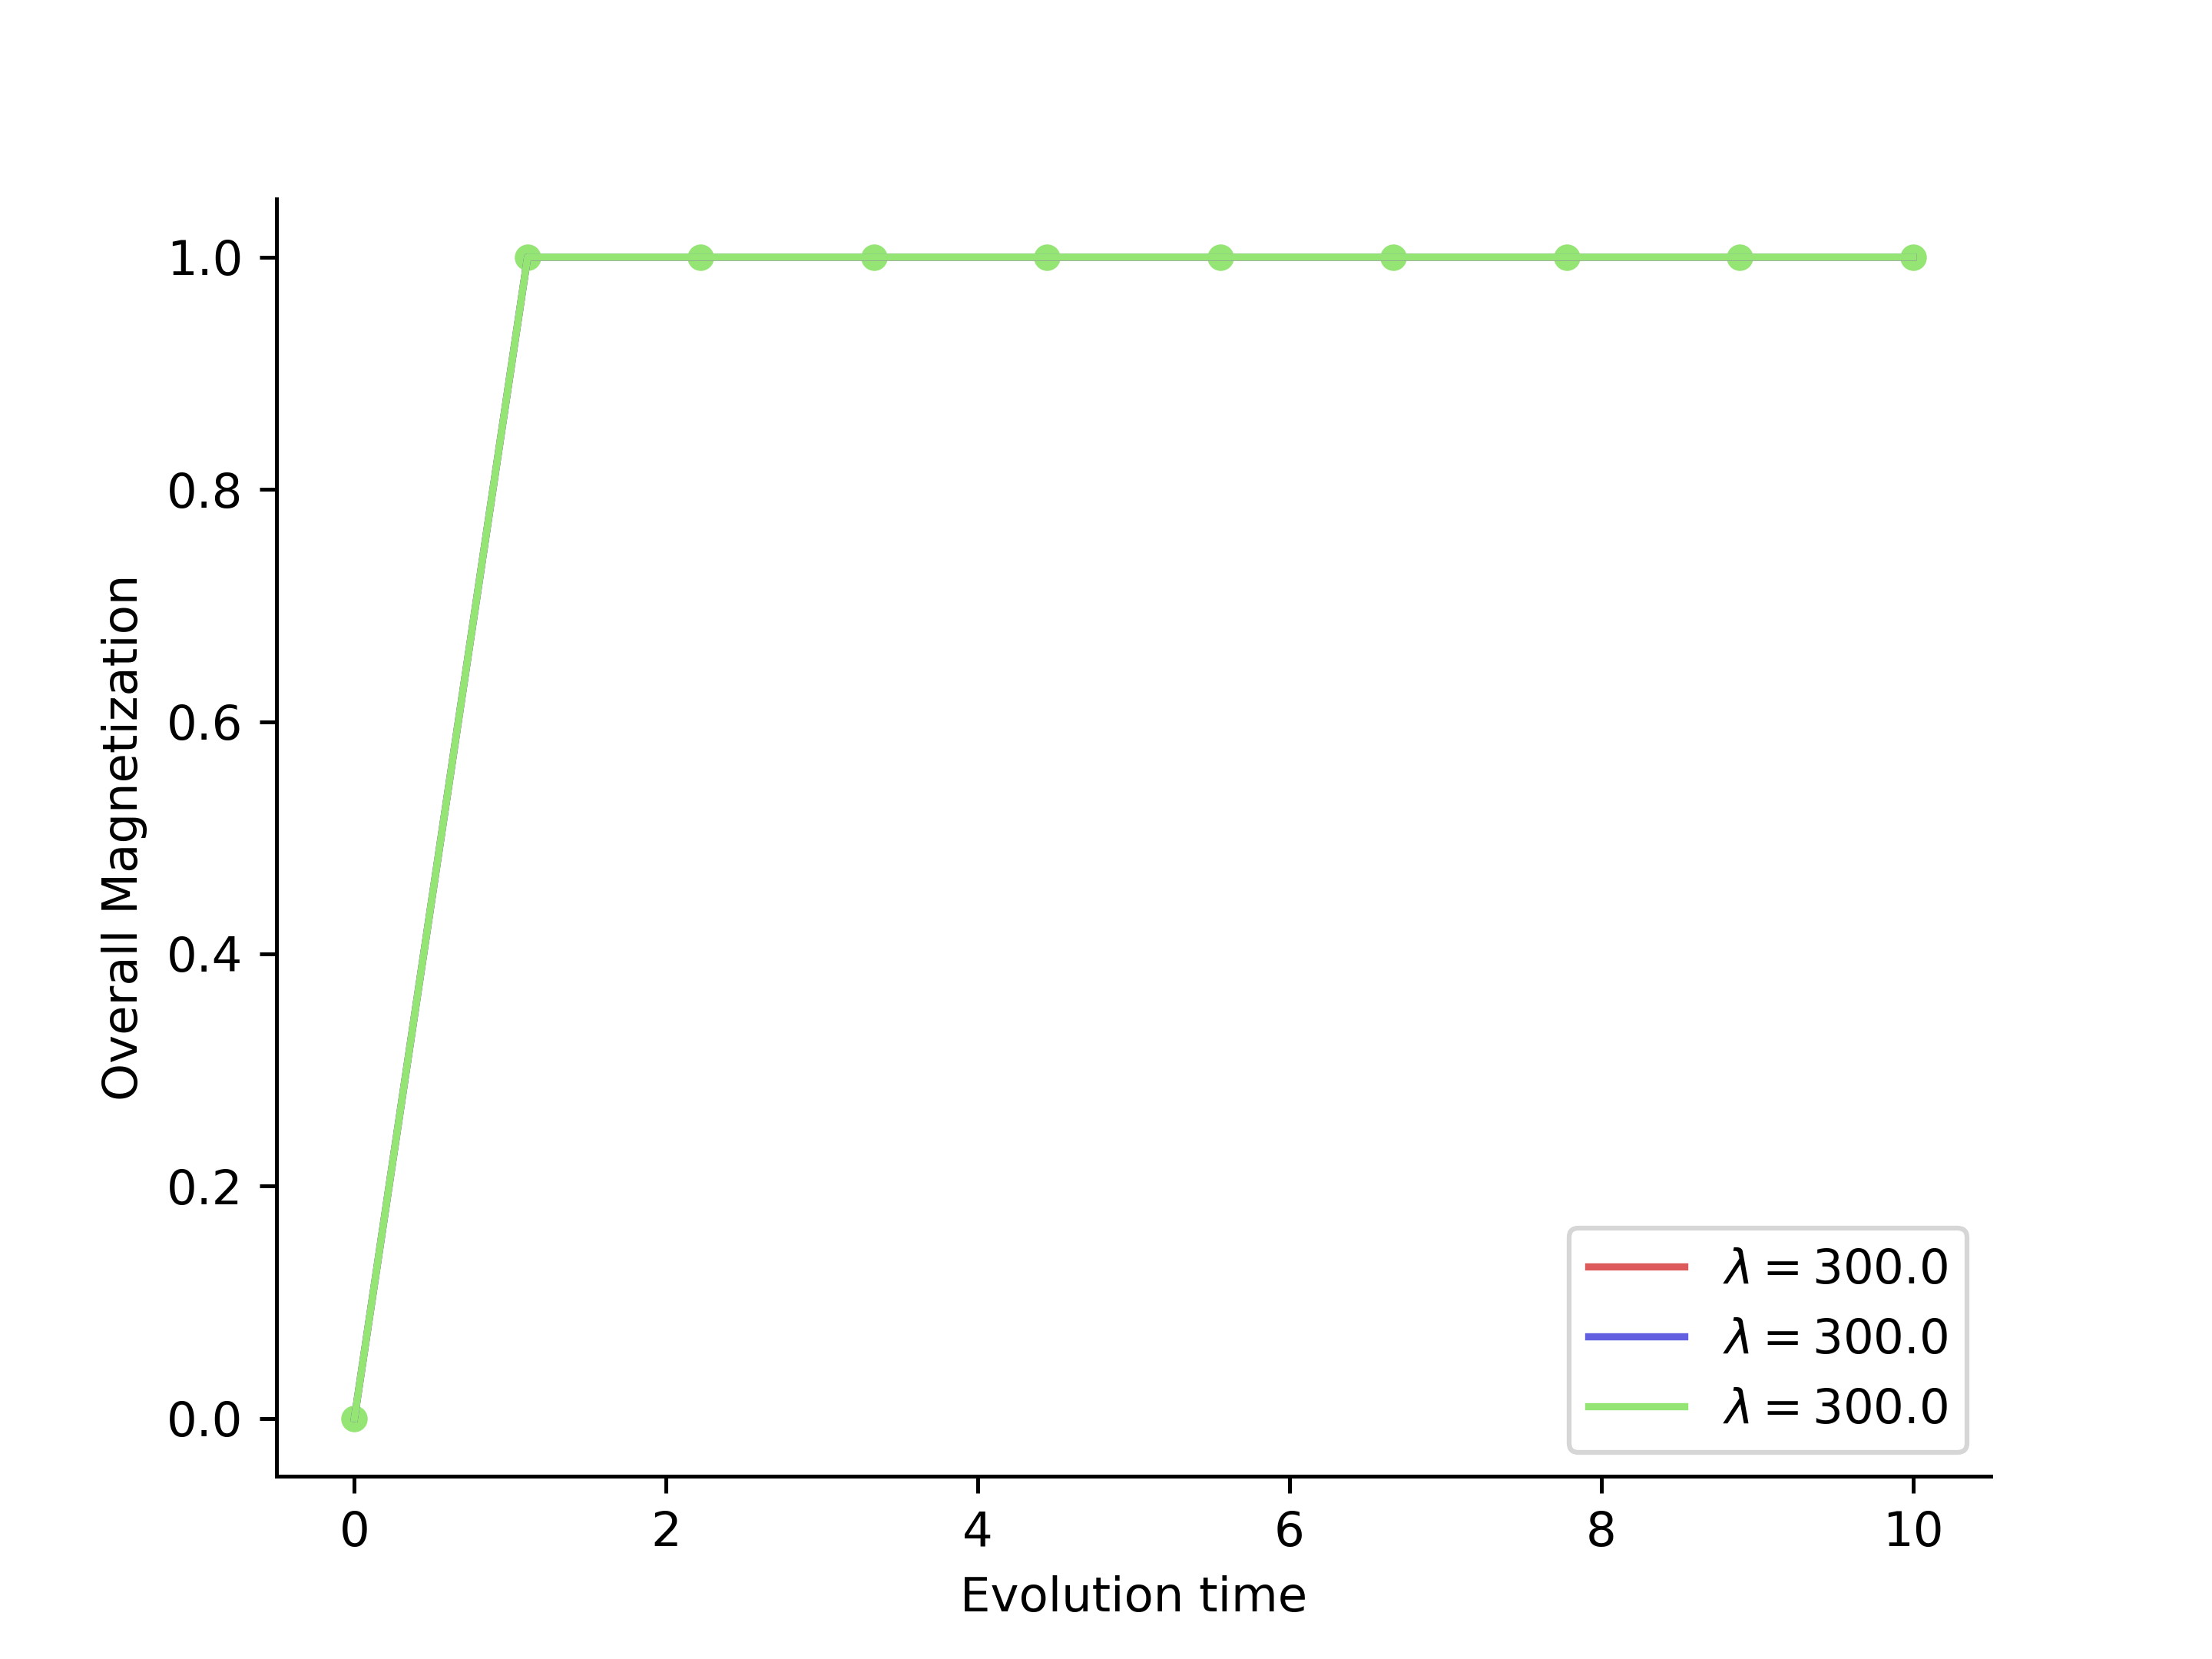 1.0
0.8
0.6
0.4
0.2
0.0
Overall Magnetization
λ = 300.0
λ = 300.0
λ = 300.0
0 2 4 6 8 10
Evolution time